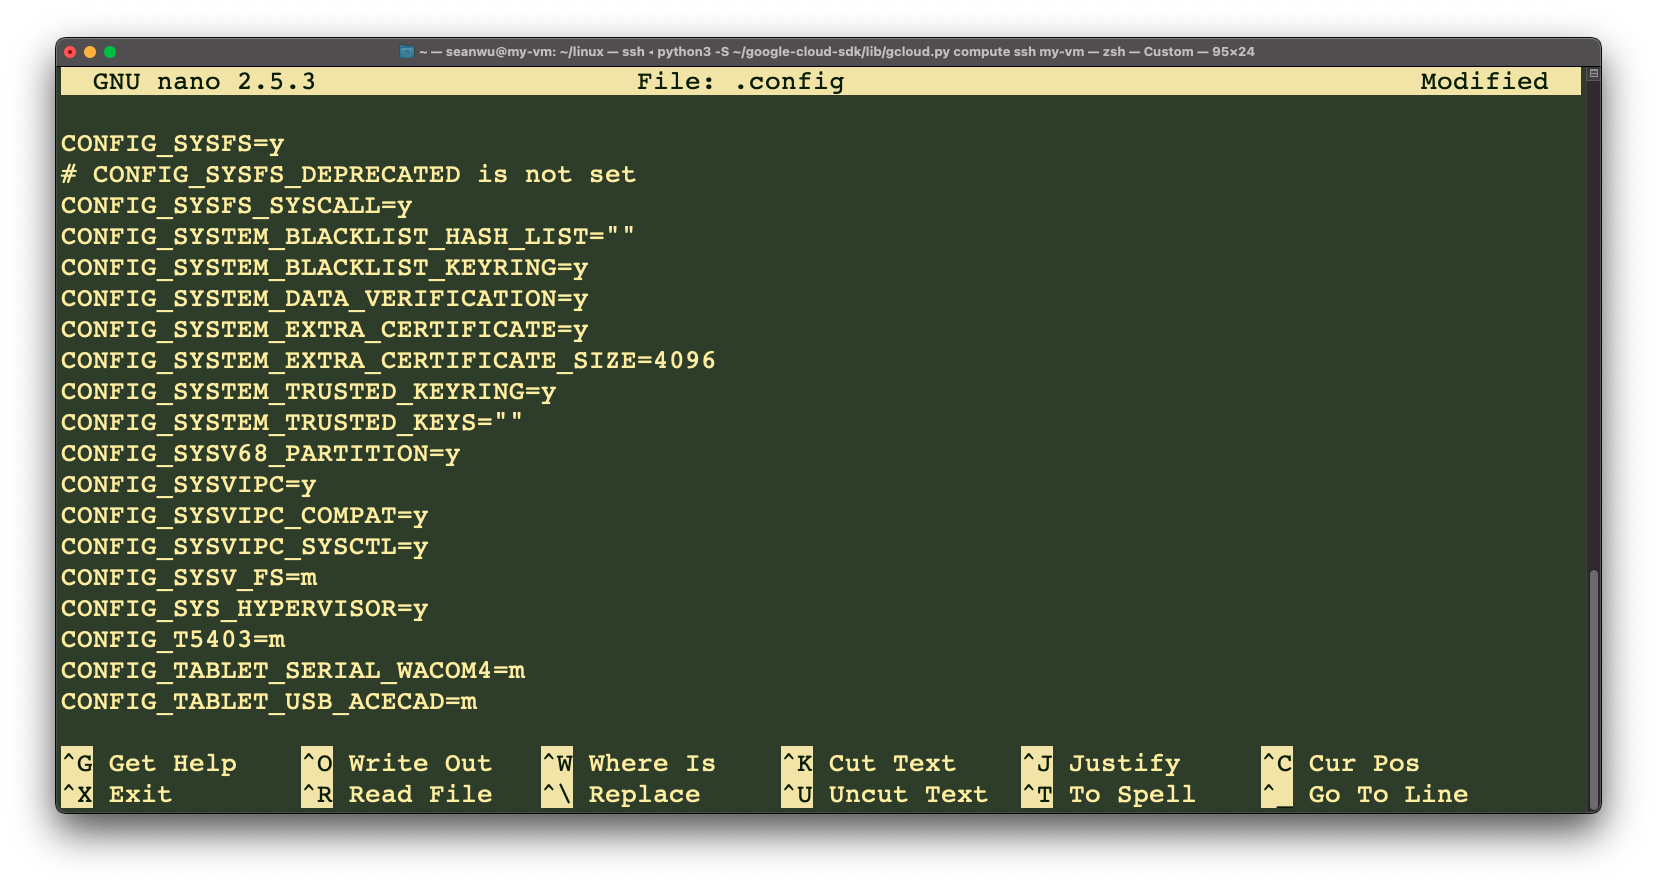 ~ — seanwu@my-vm: ~/linux — ssh ◂ python3 -S ~/google-cloud-sdk/lib/gcloud.py compute ssh my-vm — zsh — Custom — 95×24
GNU nano 2.5.3 File: .config Modified
CONFIG_SYSFS=y
# CONFIG_SYSFS_DEPRECATED is not set
CONFIG_SYSFS_SYSCALL=y
CONFIG_SYSTEM_BLACKLIST_HASH_LIST=""
CONFIG_SYSTEM_BLACKLIST_KEYRING=y
CONFIG_SYSTEM_DATA_VERIFICATION=y
CONFIG_SYSTEM_EXTRA_CERTIFICATE=y
CONFIG_SYSTEM_EXTRA_CERTIFICATE_SIZE=4096
CONFIG_SYSTEM_TRUSTED_KEYRING=y
CONFIG_SYSTEM_TRUSTED_KEYS=""
CONFIG_SYSV68_PARTITION=y
CONFIG_SYSVIPC=y
CONFIG_SYSVIPC_COMPAT=y
CONFIG_SYSVIPC_SYSCTL=y
CONFIG_SYSV_FS=m
CONFIG_SYS_HYPERVISOR=y
CONFIG_T5403=m
CONFIG_TABLET_SERIAL_WACOM4=m
CONFIG_TABLET_USB_ACECAD=m
^G Get Help ^O Write Out ^W Where Is ^K Cut Text ^J Justify ^C Cur Pos
^X Exit ^R Read File ^\ Replace ^U Uncut Text ^T To Spell ^_ Go To Line